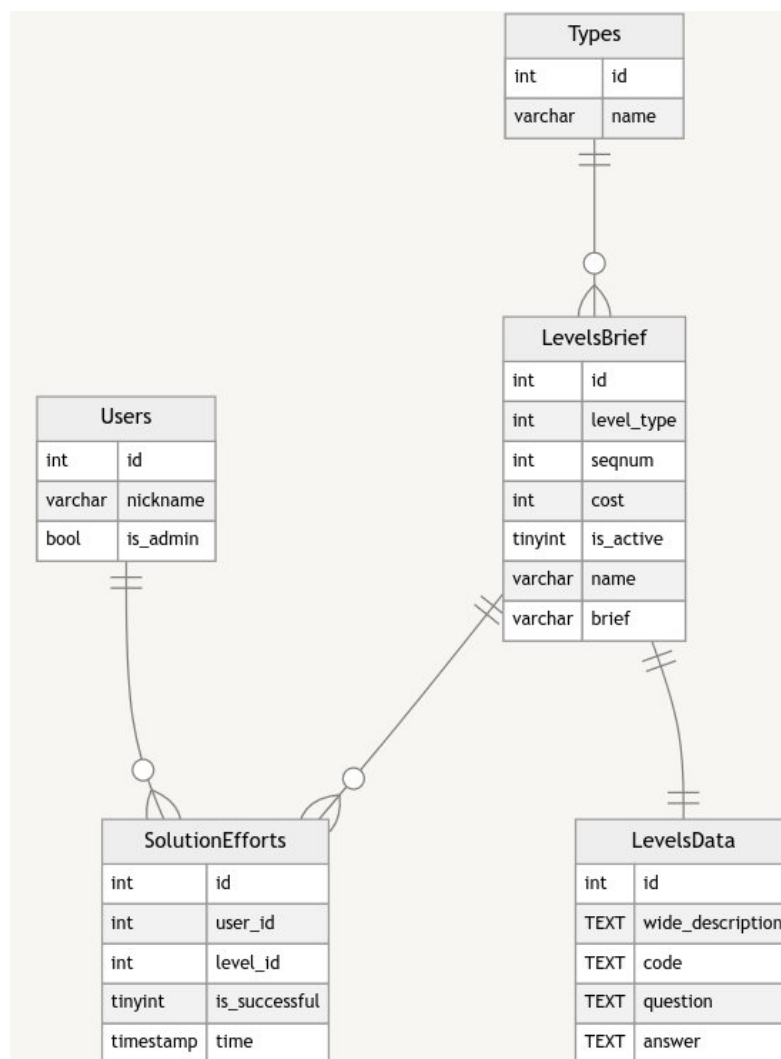 Types
int id
varchar name
LevelsBrief
int id
int level_type
int seqnum
int cost
tinyint is_active
varchar name
varchar brief
Users
int id
varchar nickname
bool is_admin
SolutionEfforts
int id
int user_id
int level_id
tinyint is_successful
timestamp time
LevelsData
int id
TEXT wide_description
TEXT code
TEXT question
TEXT answer